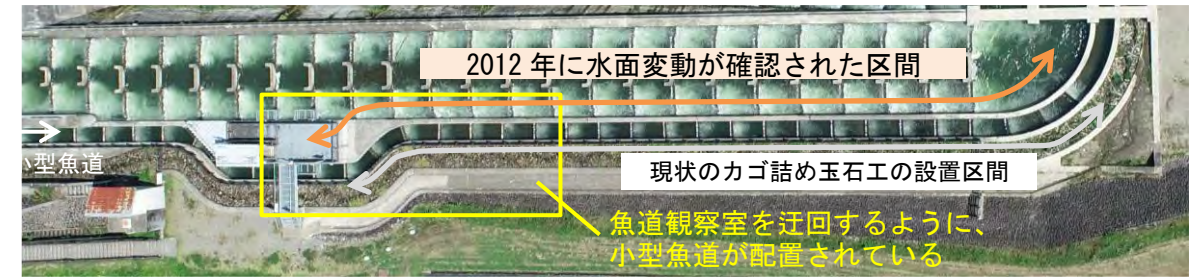 2012 年に水面変動が確認された区間
小型魚道
現状のカゴ詰め玉石工の設置区間
魚道観察室を迂回するように、
小型魚道が配置されている